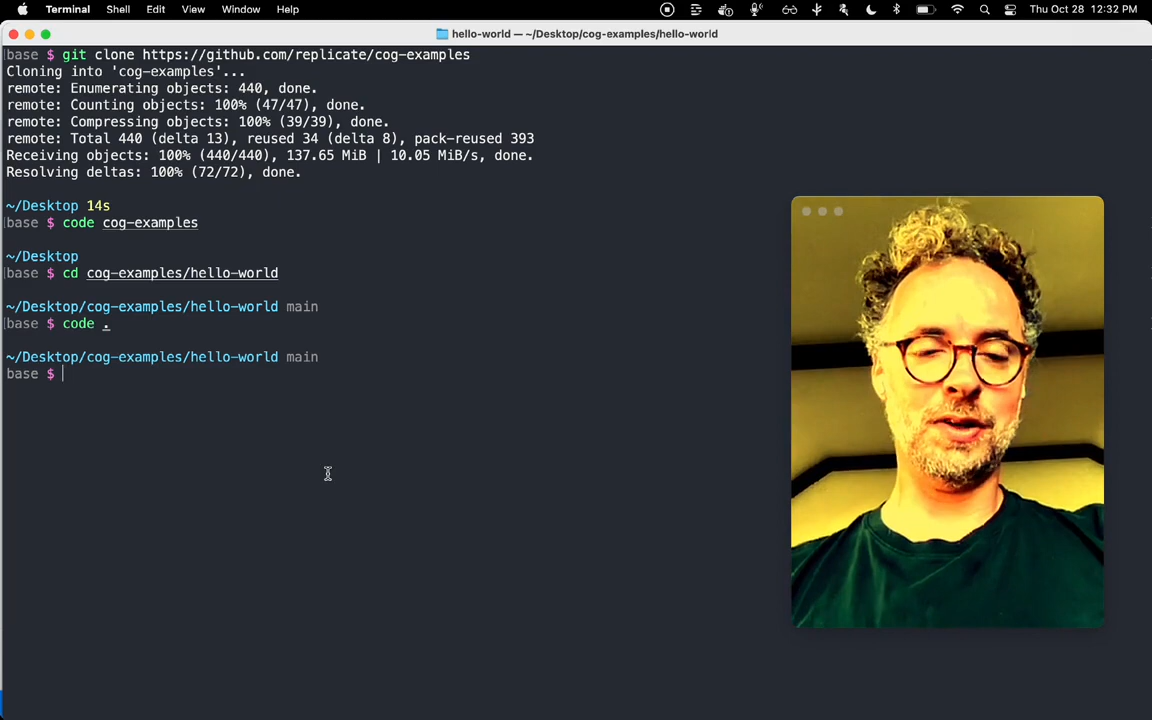 Terminal Shell Edit View Window Help Thu Oct 28 12:32 PM
hello-world — ~/Desktop/cog-examples/hello-world
base $ git clone https://github.com/replicate/cog-examples
Cloning into 'cog-examples'...
remote: Enumerating objects: 440, done.
remote: Counting objects: 100% (47/47), done.
remote: Compressing objects: 100% (39/39), done.
remote: Total 440 (delta 13), reused 34 (delta 8), pack-reused 393
Receiving objects: 100% (440/440), 137.65 MiB | 10.05 MiB/s, done.
Resolving deltas: 100% (72/72), done.
~/Desktop 14s
base $ code cog-examples
~/Desktop
base $ cd cog-examples/hello-world
~/Desktop/cog-examples/hello-world main
base $ code .
~/Desktop/cog-examples/hello-world main
base $